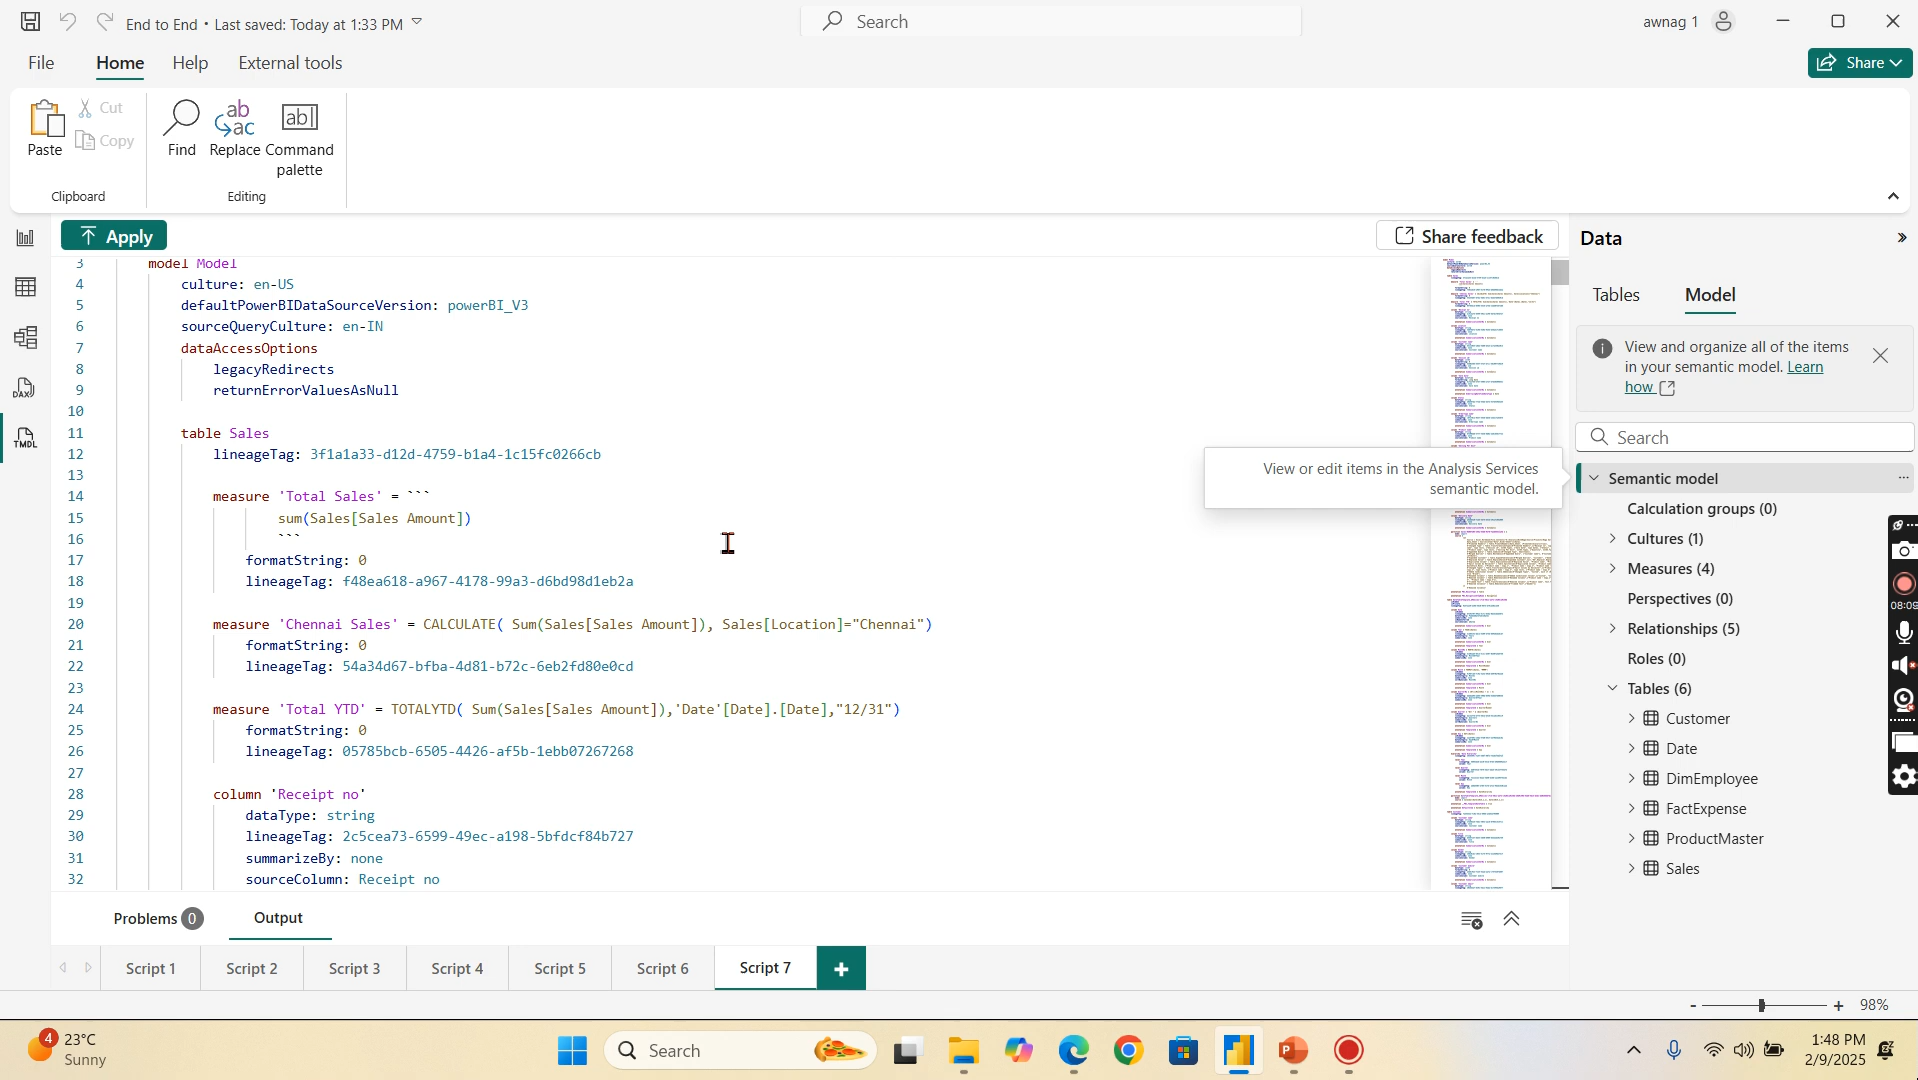 End to End • Last saved: Today at 1:33 PM
Search
awnag 1
File
Home
Help
External tools
Share
Paste
Cut
Copy
Find
Replace
Command palette
Clipboard
Editing
Apply
Share feedback
3 model Model
4 culture: en-US
5 defaultPowerBIDataSourceVersion: powerBI_V3
6 sourceQueryCulture: en-IN
7 dataAccessOptions
8 legacyRedirects
9 returnErrorValuesAsNull
10
11 table Sales
12 lineageTag: 3f1a1a33-d12d-4759-b1a4-1c15fc0266cb
13
14 measure 'Total Sales' = ```
15 sum(Sales[Sales Amount])
16 ```
17 formatString: 0
18 lineageTag: f48ea618-a967-4178-99a3-d6bd98d1eb2a
19
20 measure 'Chennai Sales' = CALCULATE( Sum(Sales[Sales Amount]), Sales[Location]="Chennai")
21 formatString: 0
22 lineageTag: 54a34d67-bfba-4d81-b72c-6eb2fd80e0cd
23
24 measure 'Total YTD' = TOTALYTD( Sum(Sales[Sales Amount]),'Date'[Date].[Date],"12/31")
25 formatString: 0
26 lineageTag: 05785bcb-6505-4426-af5b-1ebb07267268
27
28 column 'Receipt no'
29 dataType: string
30 lineageTag: 2c5cea73-6599-49ec-a198-5bfdcf84b727
31 summarizeBy: none
32 sourceColumn: Receipt no
DAX
TMDL
View or edit items in the Analysis Services
semantic model.
Data
Tables
Model
View and organize all of the items
in your semantic model. Learn
how
Search
Semantic model
Calculation groups (0)
Cultures (1)
Measures (4)
Perspectives (0)
Relationships (5)
Roles (0)
Tables (6)
Customer
Date
DimEmployee
FactExpense
ProductMaster
Sales
08:09
Problems 0
Output
Script 1
Script 2
Script 3
Script 4
Script 5
Script 6
Script 7
+
- + 98%
4
23°C
Sunny
Search
1:48 PM
2/9/2025